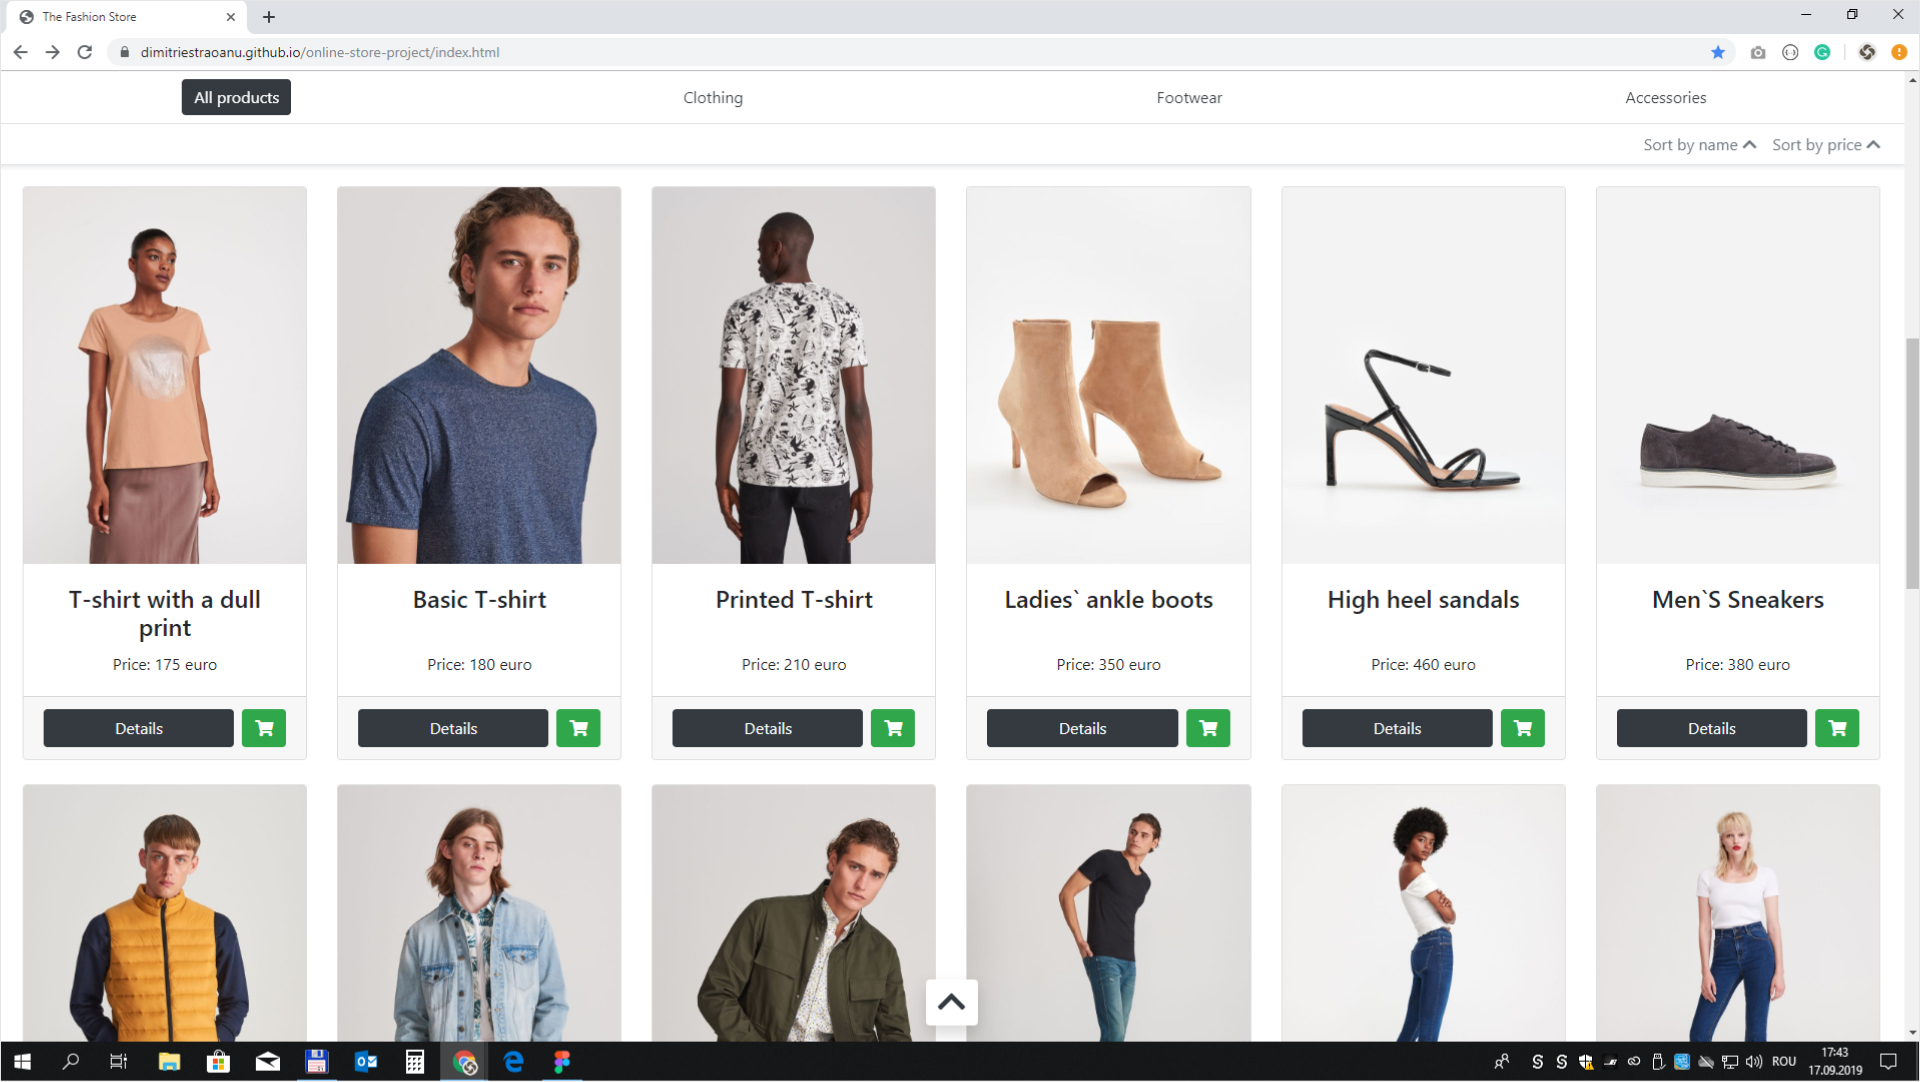 The Fashion Store
dimitriestraoanu.github.io/online-store-project/index.html
All products
Clothing
Footwear
Accessories
Sort by name
Sort by price
T-shirt with a dull
print
Price: 175 euro
Details
Basic T-shirt
Price: 180 euro
Details
Printed T-shirt
Price: 210 euro
Details
Ladies` ankle boots
Price: 350 euro
Details
High heel sandals
Price: 460 euro
Details
Men`S Sneakers
Price: 380 euro
Details
ROU
17:43
17.09.2019